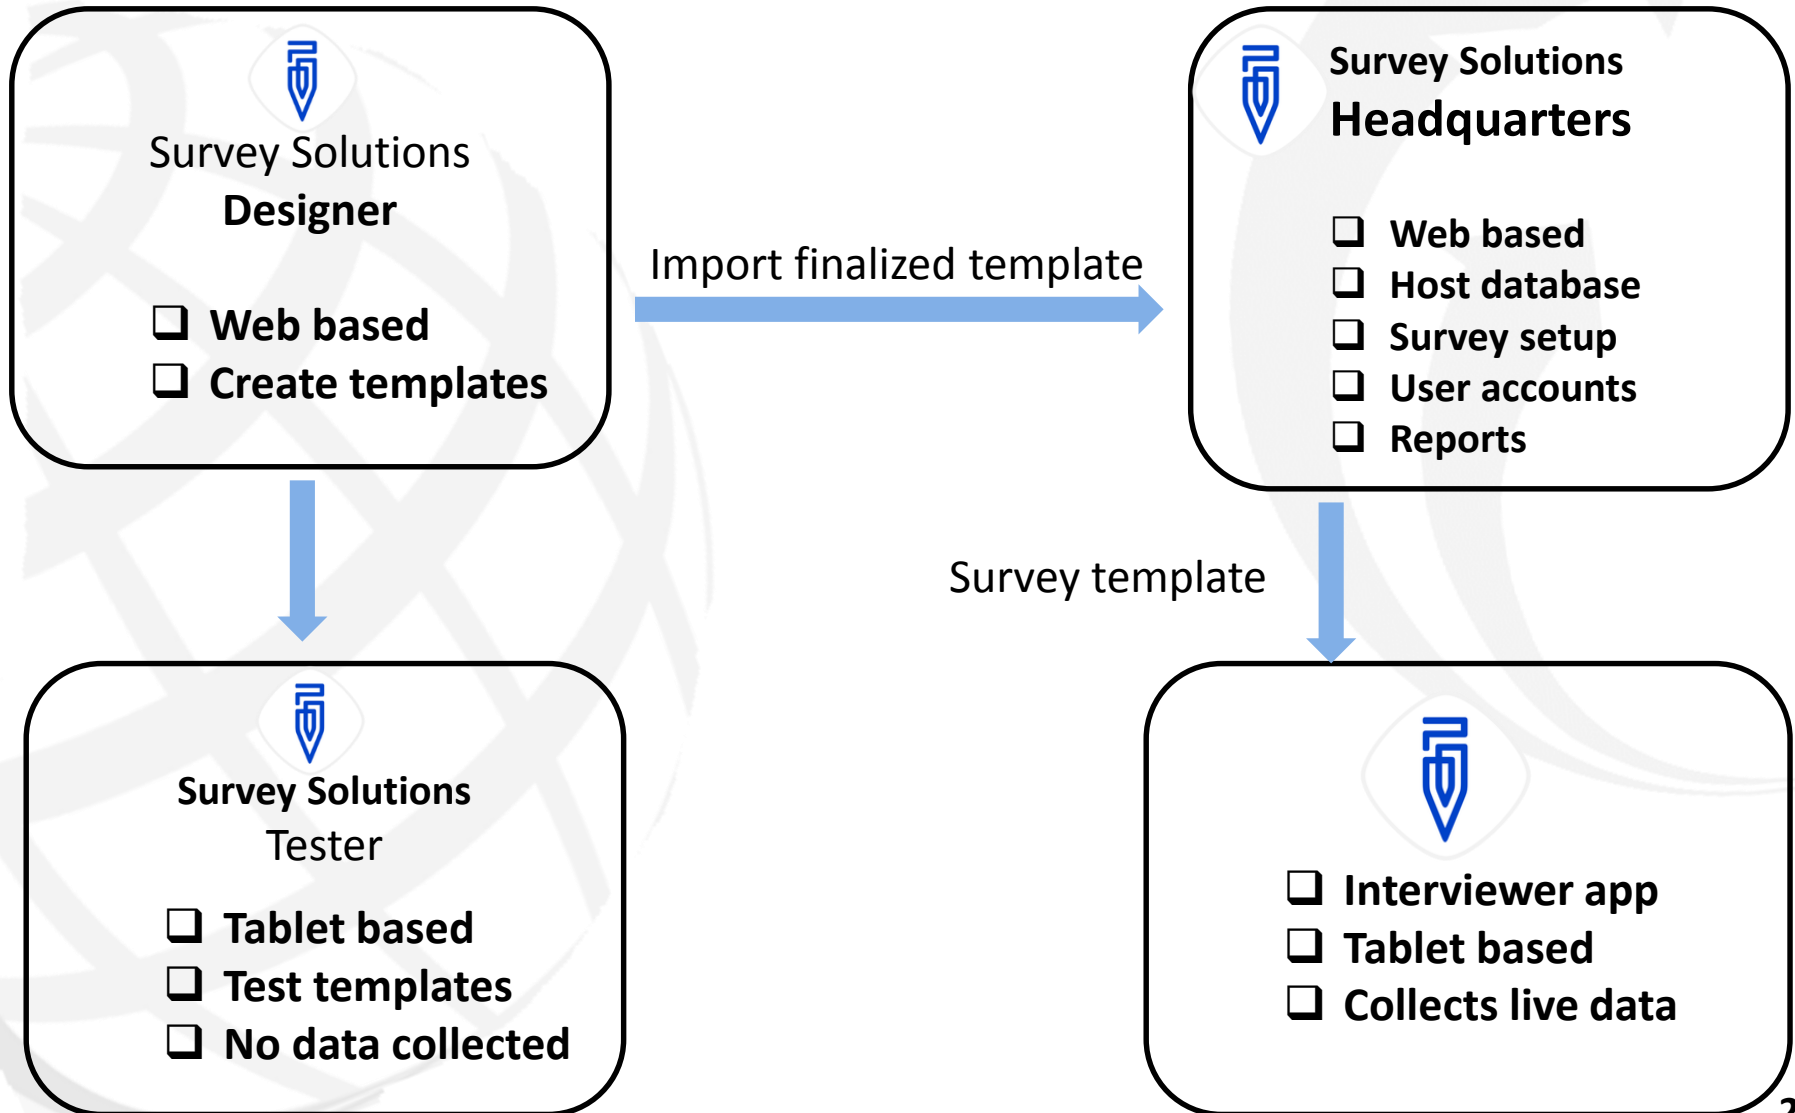 Survey Solutions
Designer
❑ Web based
❑ Create templates
Import finalized template
Survey Solutions
Headquarters
❑ Web based
❑ Host database
❑ Survey setup
❑ User accounts
❑ Reports
Survey template
Survey Solutions
Tester
❑ Tablet based
❑ Test templates
❑ No data collected
❑ Interviewer app
❑ Tablet based
❑ Collects live data